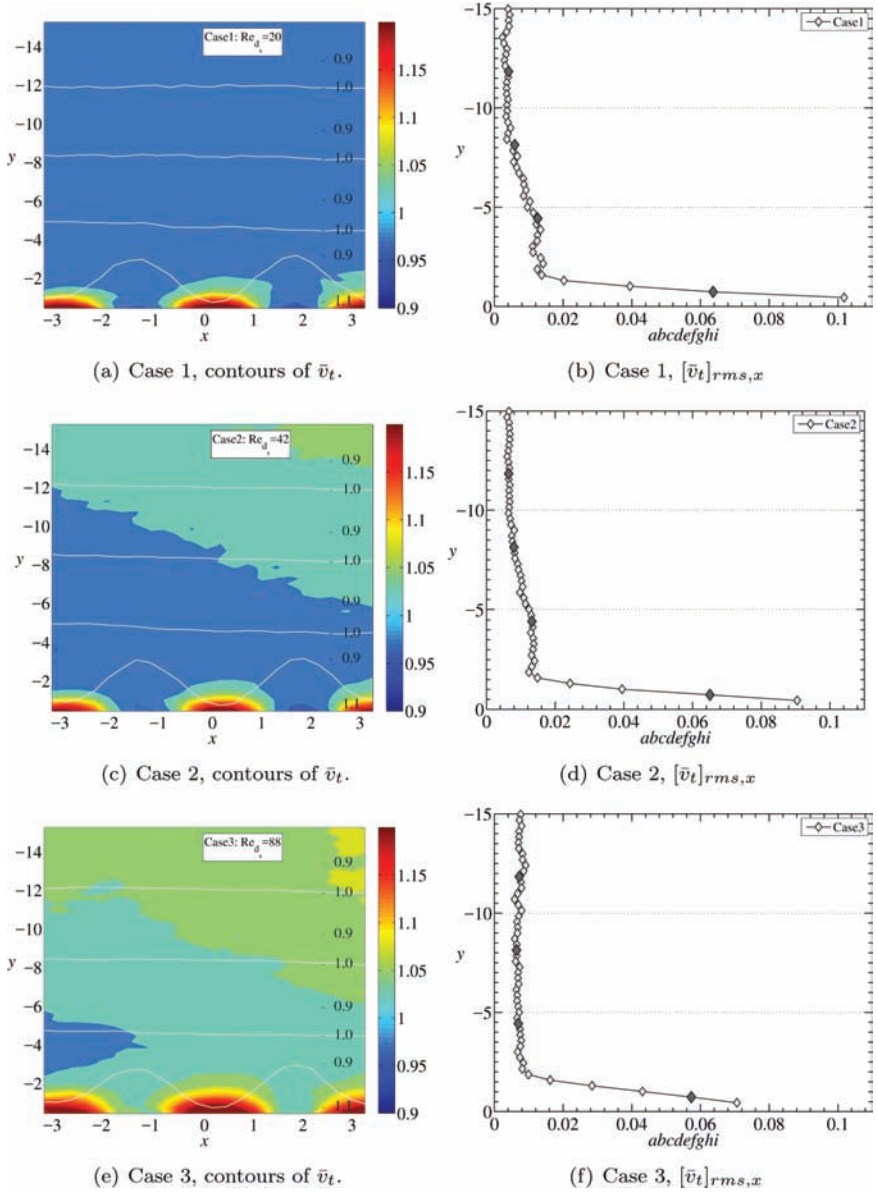 Case1: Re_{d_s}=20
−14
−12
−10
y −8
−6
−4
−2
0.9
1.0
0.9
1.0
0.9
1.0
0.9
1.1
−3 −2 −1 0 1 2 3
x
1.15
1.1
1.05
1
0.95
0.9
(a) Case 1, contours of v̄_t.
Case1
−15
−10
y
−5
0
0 0.02 0.04 0.06 0.08 0.1
abcdefghi
(b) Case 1, [v̄_t]_{rms,x}
Case2: Re_{d_s}=42
−14
−12
−10
y −8
−6
−4
−2
0.9
1.0
0.9
1.0
0.9
1.0
0.9
1.1
−3 −2 −1 0 1 2 3
x
1.15
1.1
1.05
1
0.95
0.9
(c) Case 2, contours of v̄_t.
Case2
−15
−10
y
−5
0
0 0.02 0.04 0.06 0.08 0.1
abcdefghi
(d) Case 2, [v̄_t]_{rms,x}
Case3: Re_{d_s}=88
−14
−12
−10
y −8
−6
−4
−2
0.9
1.0
0.9
1.0
0.9
1.0
0.9
1.1
−3 −2 −1 0 1 2 3
x
1.15
1.1
1.05
1
0.95
0.9
(e) Case 3, contours of v̄_t.
Case3
−15
−10
y
−5
0
0 0.02 0.04 0.06 0.08 0.1
abcdefghi
(f) Case 3, [v̄_t]_{rms,x}